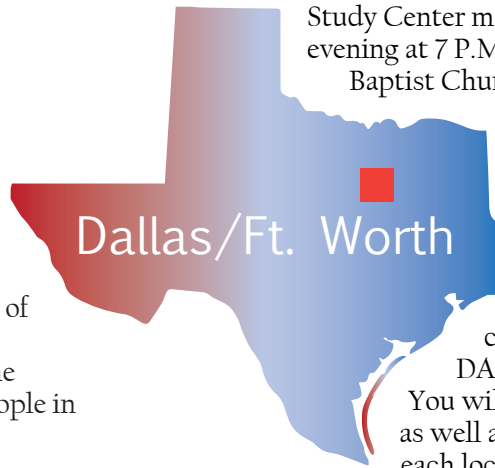 Study Center m
evening at 7 P.M
Baptist Chur
Dallas/Ft. Worth
of
he
ople in
c
DA
You wil
as well a
each loc